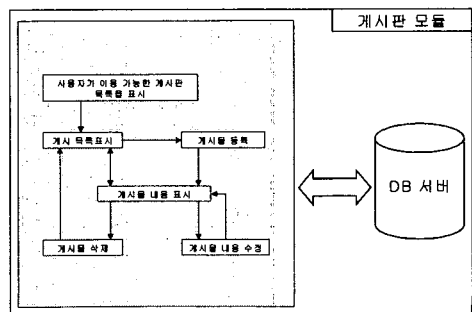 게시판 모듈
사용자가 이용 가능한 게시판
목록을 표시
게시 목록표시
게시물 등록
게시물 내용 표시
게시물 삭제
게시물 내용 수정
DB 서버